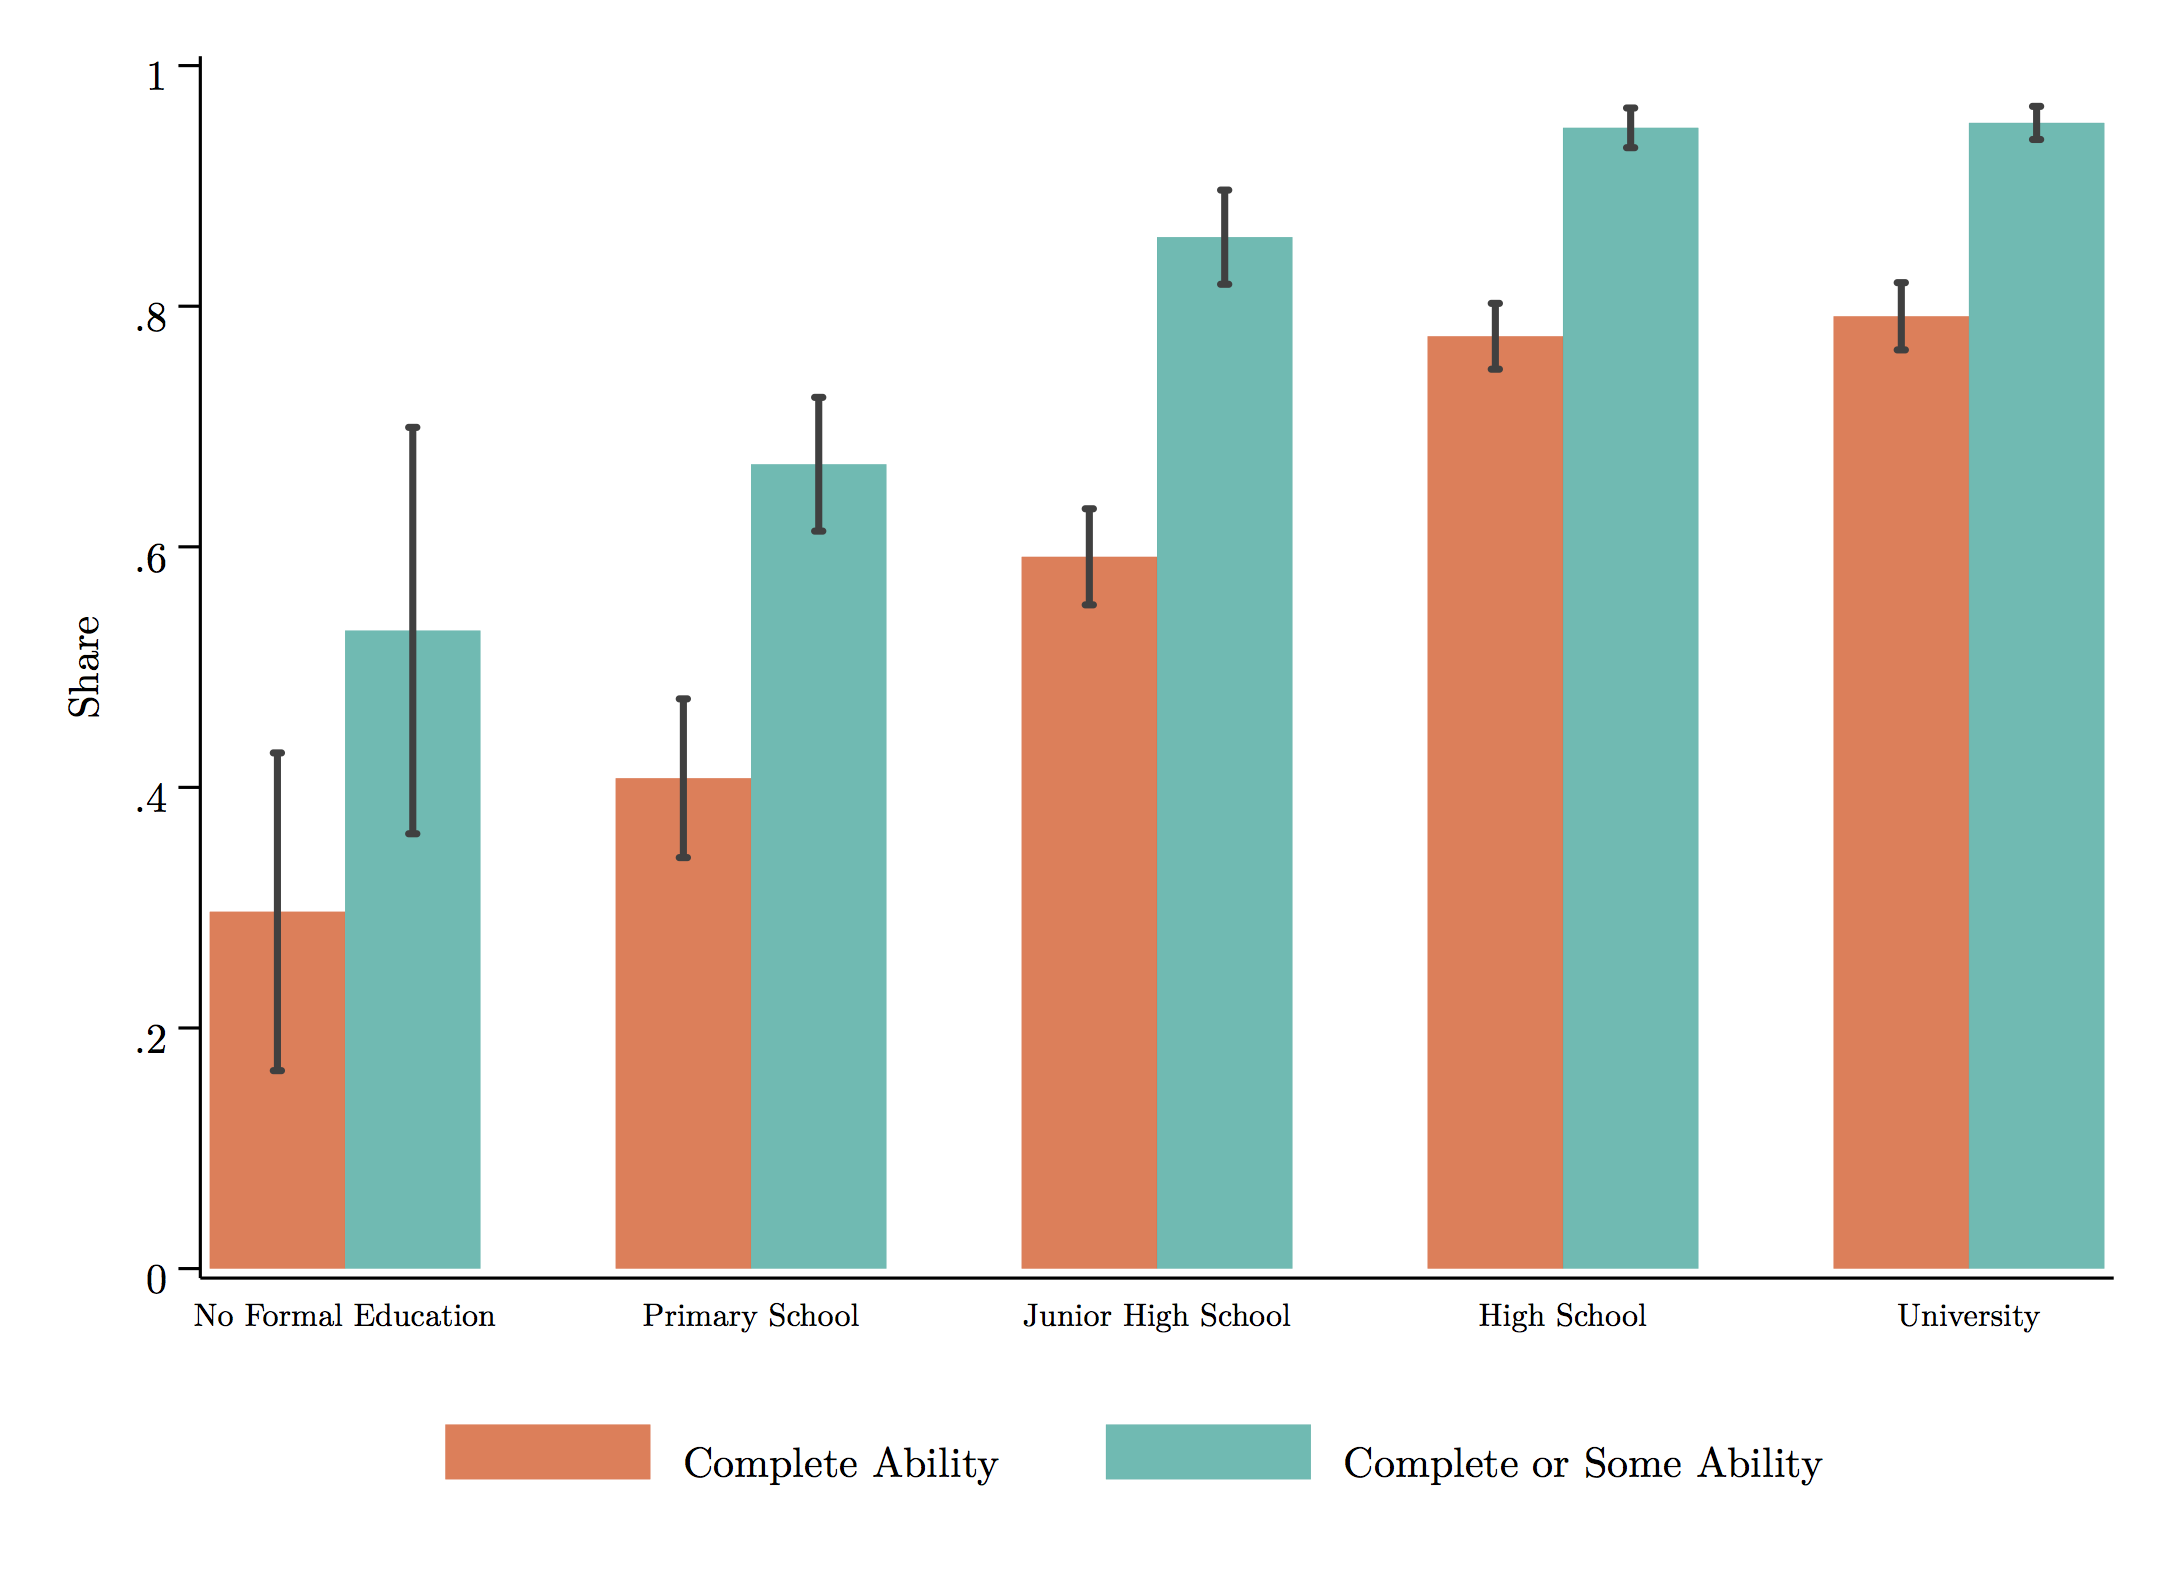 1
.8
.6
.4
.2
0
Share
No Formal Education Primary School Junior High School High School University
Complete Ability Complete or Some Ability